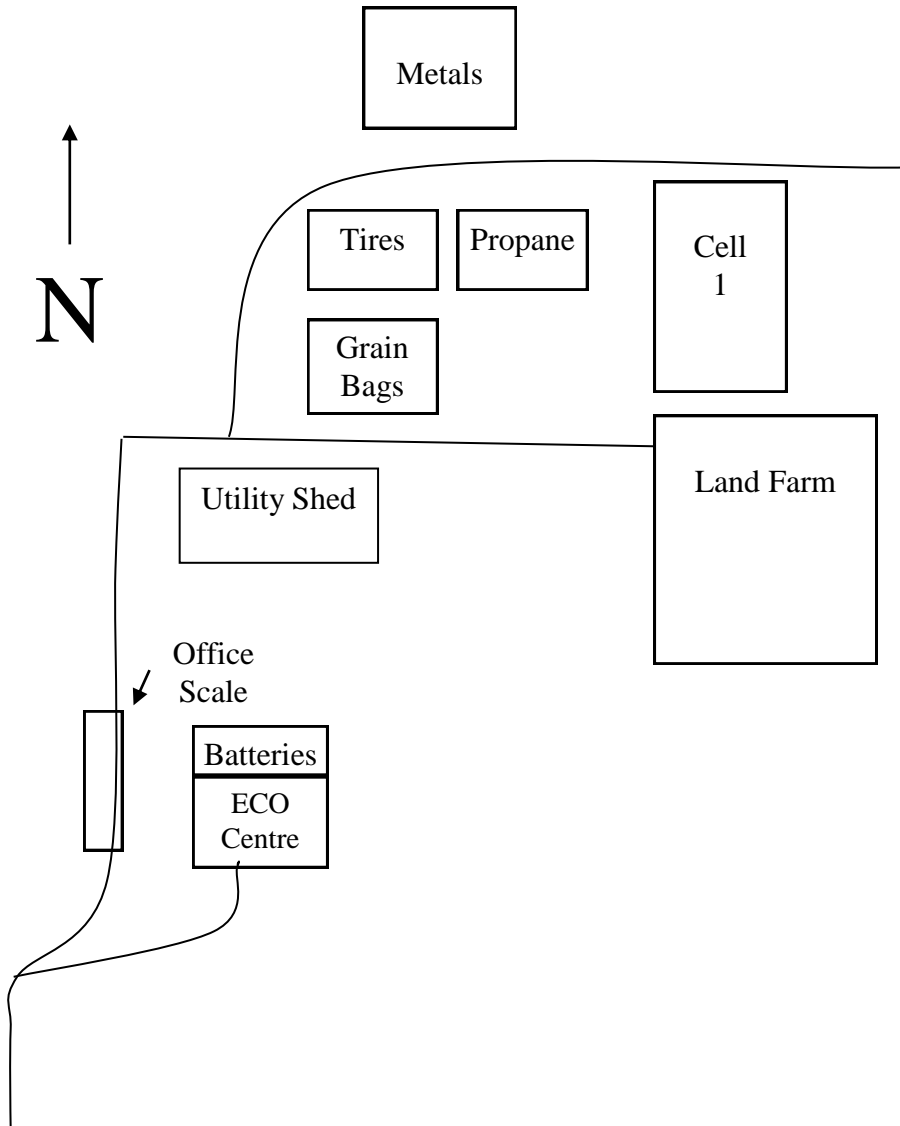 Metals
Tires
Propane
Cell
1
N
Grain
Bags
Utility Shed
Land Farm
Office
Scale
Batteries
ECO
Centre